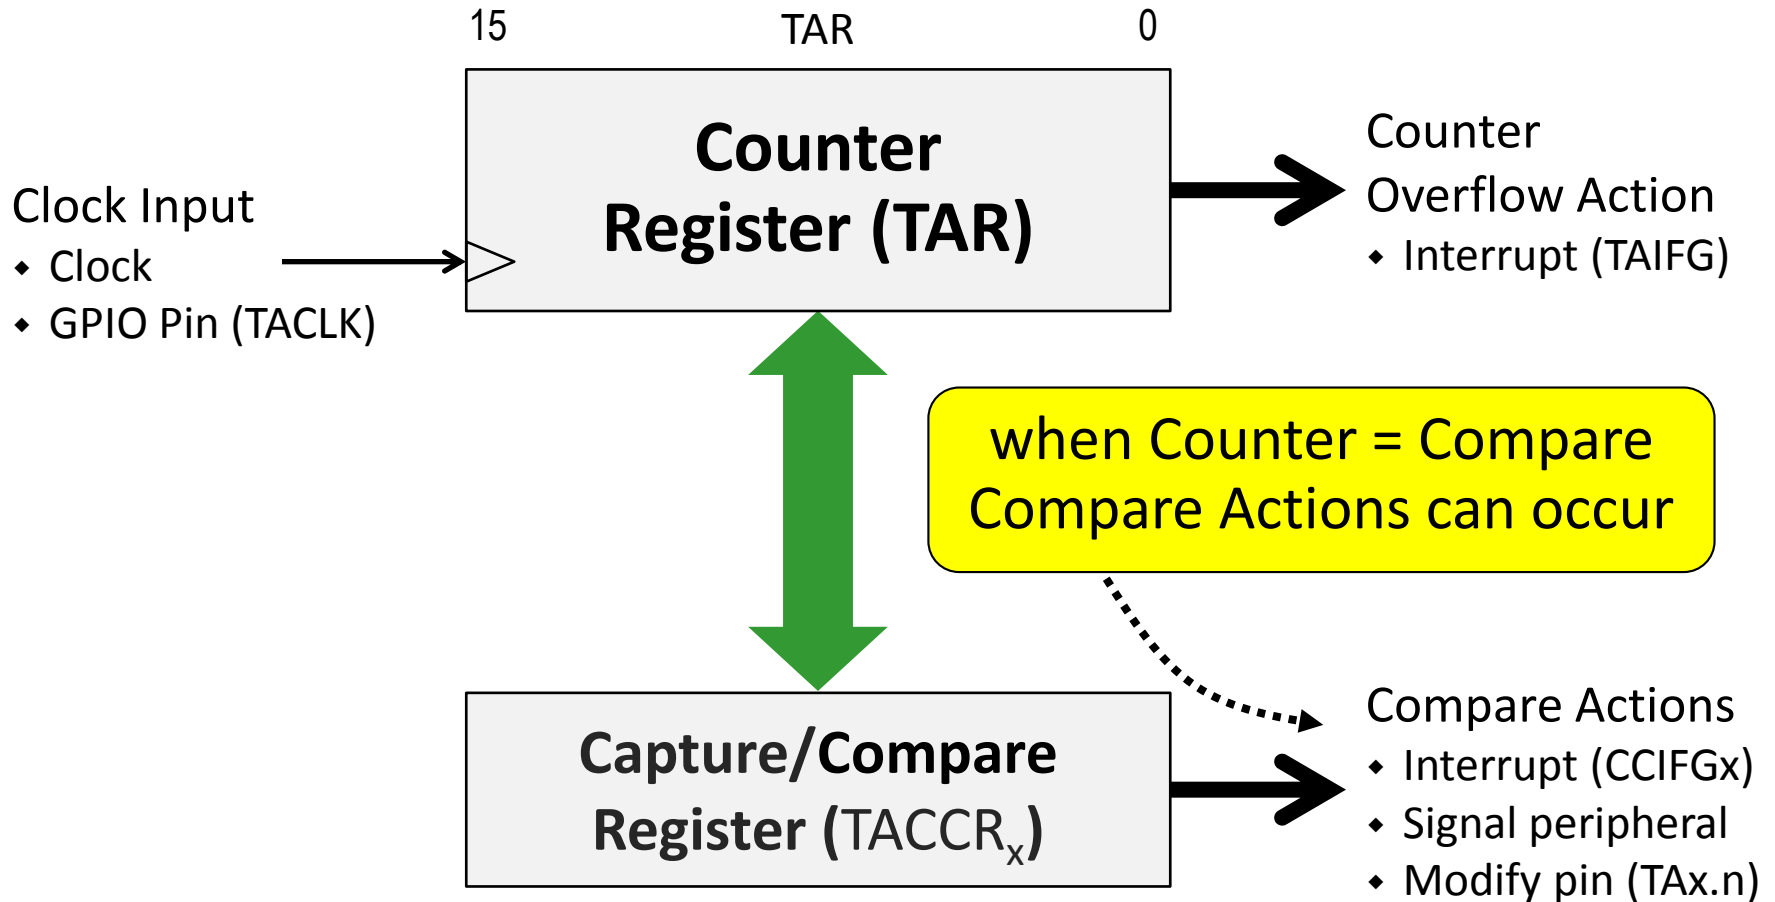 15 TAR 0
Counter
Register (TAR)
Clock Input
◆ Clock
◆ GPIO Pin (TACLK)
Counter
Overflow Action
◆ Interrupt (TAIFG)
when Counter = Compare
Compare Actions can occur
Capture/Compare
Register (TACCRx)
Compare Actions
◆ Interrupt (CCIFGx)
◆ Signal peripheral
◆ Modify pin (TAx.n)